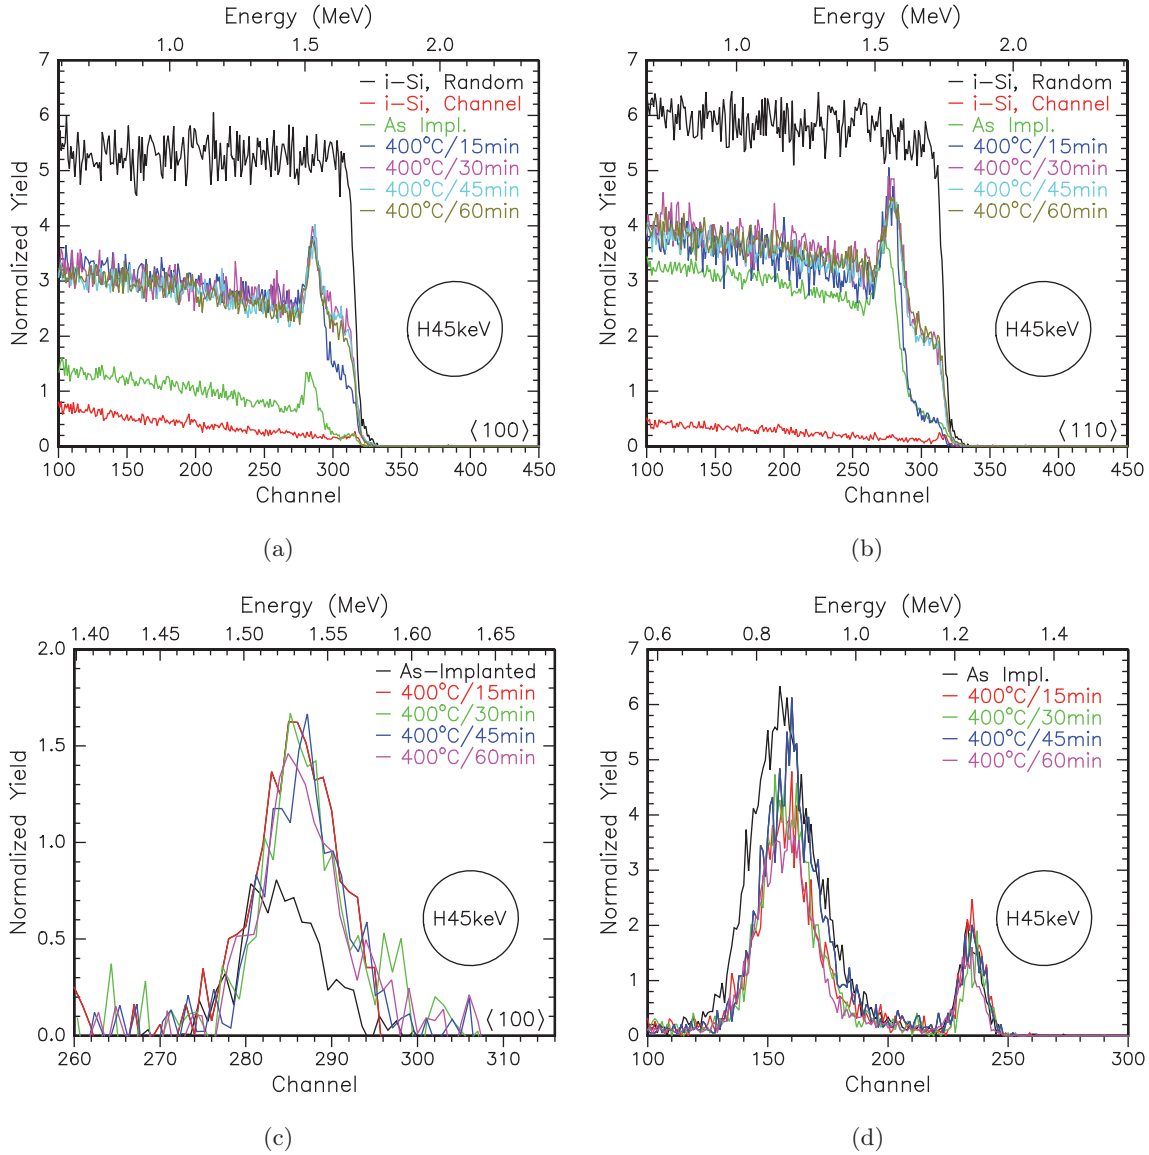 Energy (MeV)
1.0 1.5 2.0
Normalized Yield
7
6
5
4
3
2
1
0
i-Si, Random
i-Si, Channel
As Impl.
400°C/15min
400°C/30min
400°C/45min
400°C/60min
H45keV
⟨100⟩
100 150 200 250 300 350 400 450
Channel
(a)
Energy (MeV)
1.0 1.5 2.0
Normalized Yield
7
6
5
4
3
2
1
0
i-Si, Random
i-Si, Channel
As Impl.
400°C/15min
400°C/30min
400°C/45min
400°C/60min
H45keV
⟨110⟩
100 150 200 250 300 350 400 450
Channel
(b)
Energy (MeV)
1.40 1.45 1.50 1.55 1.60 1.65
Normalized Yield
2.0
1.5
1.0
0.5
0.0
As-Implanted
400°C/15min
400°C/30min
400°C/45min
400°C/60min
H45keV
⟨100⟩
260 270 280 290 300 310
Channel
(c)
Energy (MeV)
0.6 0.8 1.0 1.2 1.4
Normalized Yield
7
6
5
4
3
2
1
0
As Impl.
400°C/15min
400°C/30min
400°C/45min
400°C/60min
H45keV
100 150 200 250 300
Channel
(d)